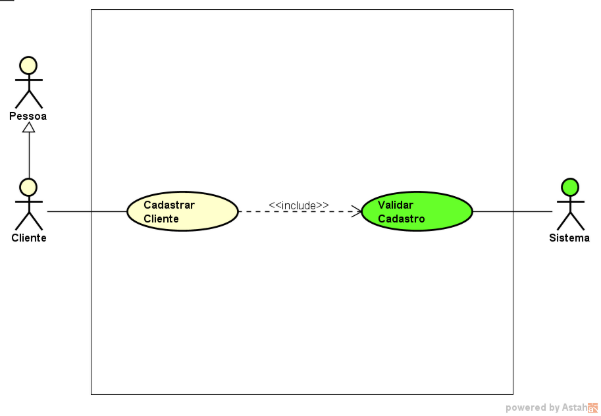 Pessoa
Cliente
Cadastrar
Cliente
<<include>>
Validar
Cadastro
Sistema
powered by Astah